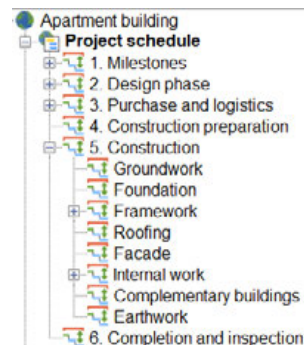 Apartment building
Project schedule
1. Milestones
2. Design phase
3. Purchase and logistics
4. Construction preparation
5. Construction
Groundwork
Foundation
Framework
Roofing
Facade
Internal work
Complementary buildings
Earthwork
6. Completion and inspection